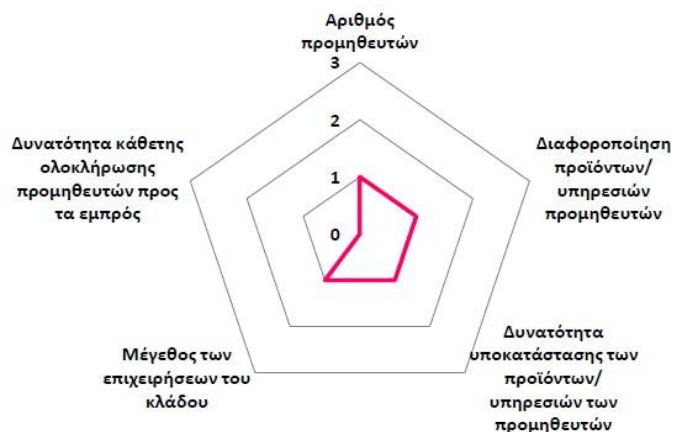 Αριθμός
προμηθευτών
3
2
1
0
Διαφοροποίηση
προϊόντων/
υπηρεσιών
προμηθευτών
Δυνατότητα
υποκατάστασης των
προϊόντων/
υπηρεσιών των
προμηθευτών
Μέγεθος των
επιχειρήσεων του
κλάδου
Δυνατότητα κάθετης
ολοκλήρωσης
προμηθευτών προς
τα εμπρός